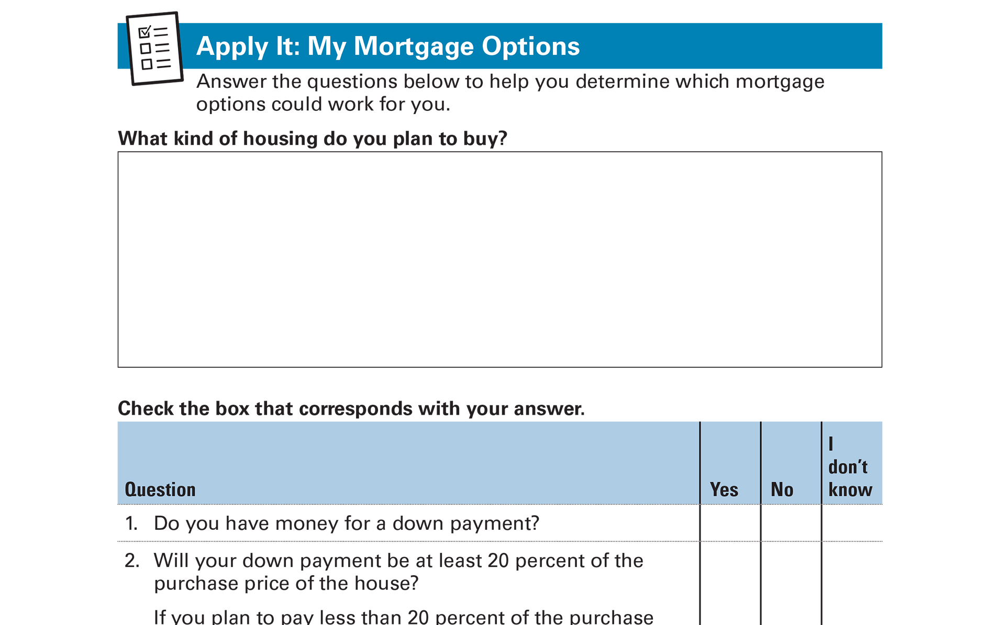 Apply It: My Mortgage Options
Answer the questions below to help you determine which mortgage
options could work for you.
What kind of housing do you plan to buy?
Check the box that corresponds with your answer.
Question Yes No I don’t know
1. Do you have money for a down payment?
2. Will your down payment be at least 20 percent of the
purchase price of the house?
If you plan to pay less than 20 percent of the purchase